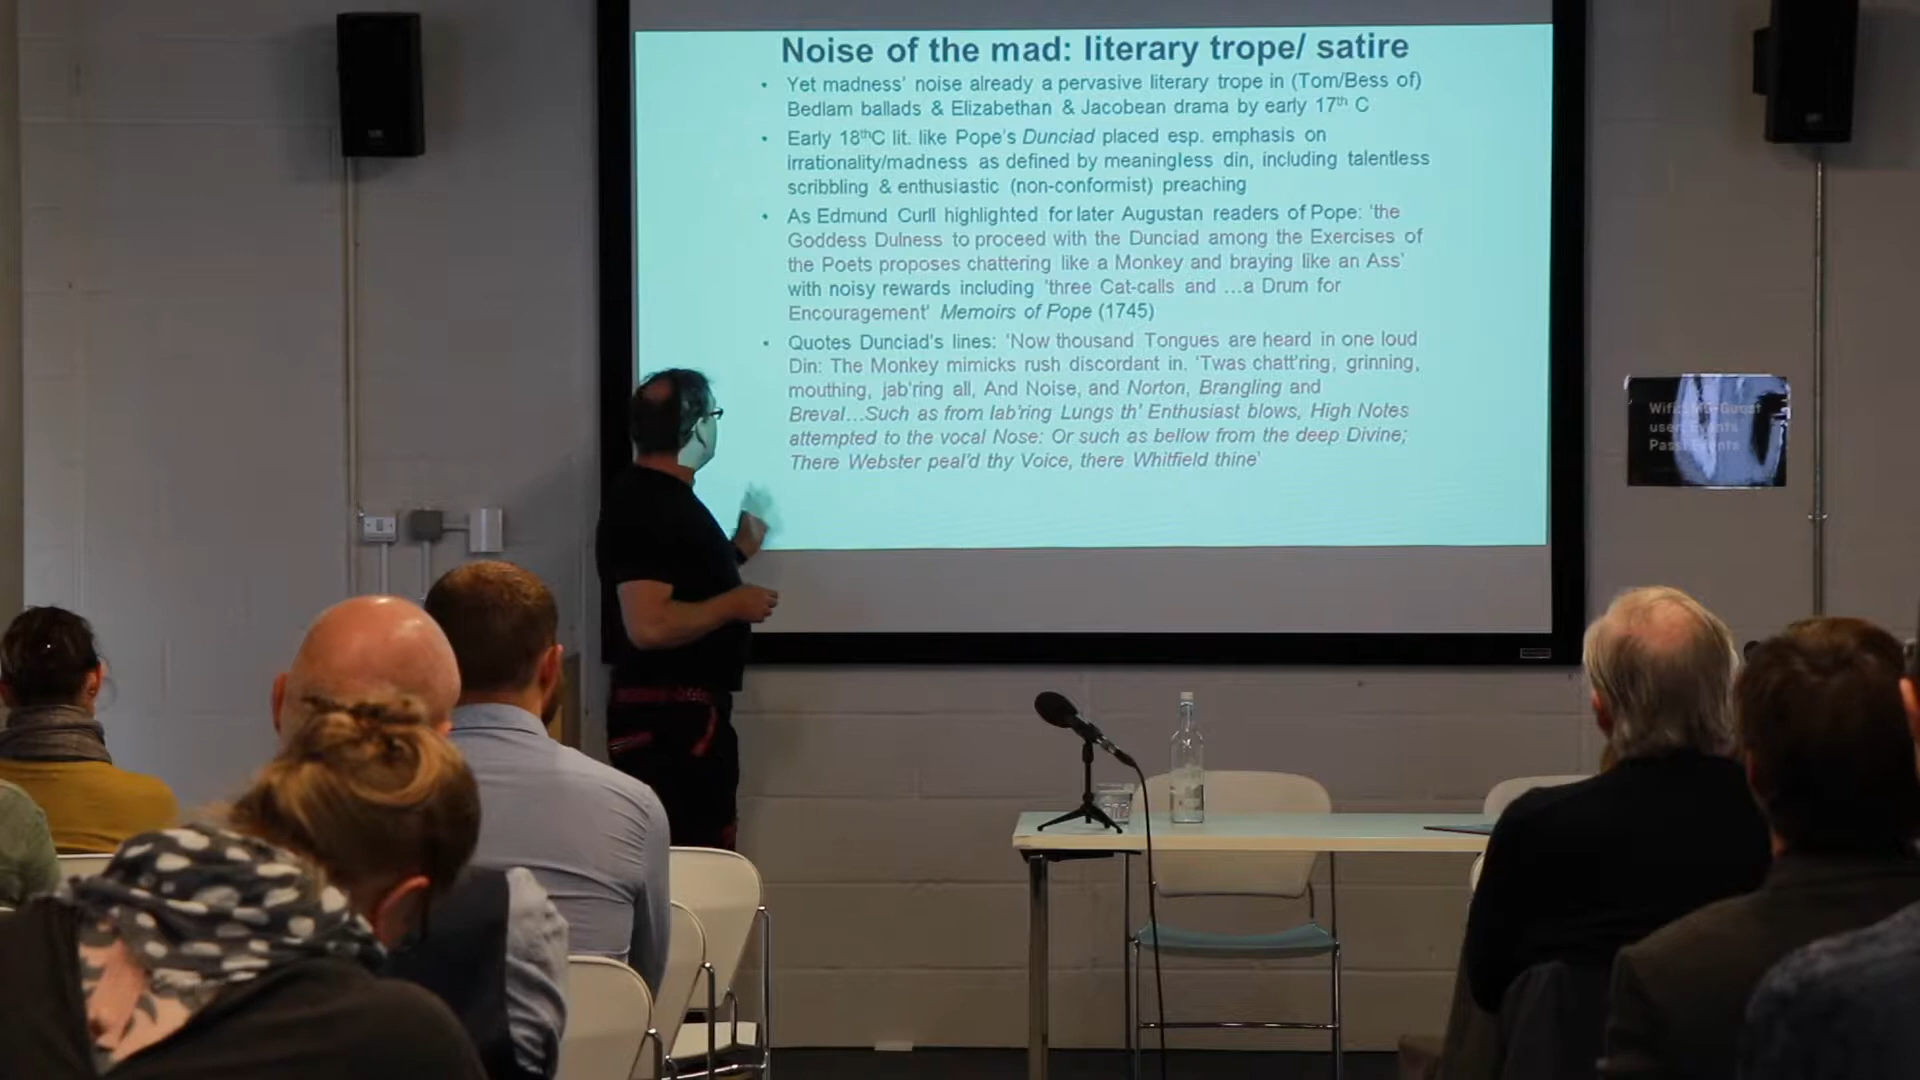 Noise of the mad: literary trope/ satire
• Yet madness' noise already a pervasive literary trope in (Tom/Bess of)
Bedlam ballads & Elizabethan & Jacobean drama by early 17th C
• Early 18thC lit. like Pope's Dunciad placed esp. emphasis on
irrationality/madness as defined by meaningless din, including talentless
scribbling & enthusiastic (non-conformist) preaching
• As Edmund Curll highlighted for later Augustan readers of Pope: 'the
Goddess Dulness to proceed with the Dunciad among the Exercises of
the Poets proposes chattering like a Monkey and braying like an Ass'
with noisy rewards including 'three Cat-calls and ...a Drum for
Encouragement' Memoirs of Pope (1745)
• Quotes Dunciad's lines: 'Now thousand Tongues are heard in one loud
Din: The Monkey mimicks rush discordant in. 'Twas chatt'ring, grinning,
mouthing, jab'ring all, And Noise, and Norton, Brangling and
Breval...Such as from lab'ring Lungs th' Enthusiast blows, High Notes
attempted to the vocal Nose: Or such as bellow from the deep Divine;
There Webster peal'd thy Voice, there Whitfield thine'
Wifi: